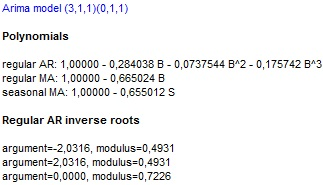 Arima model (3,1,1)(0,1,1)
Polynomials
regular AR: 1,00000 - 0,284038 B - 0,0737544 B^2 - 0,175742 B^3
regular MA: 1,00000 - 0,665024 B
seasonal MA: 1,00000 - 0,655012 S
Regular AR inverse roots
argument=-2,0316, modulus=0,4931
argument=2,0316, modulus=0,4931
argument=0,0000, modulus=0,7226